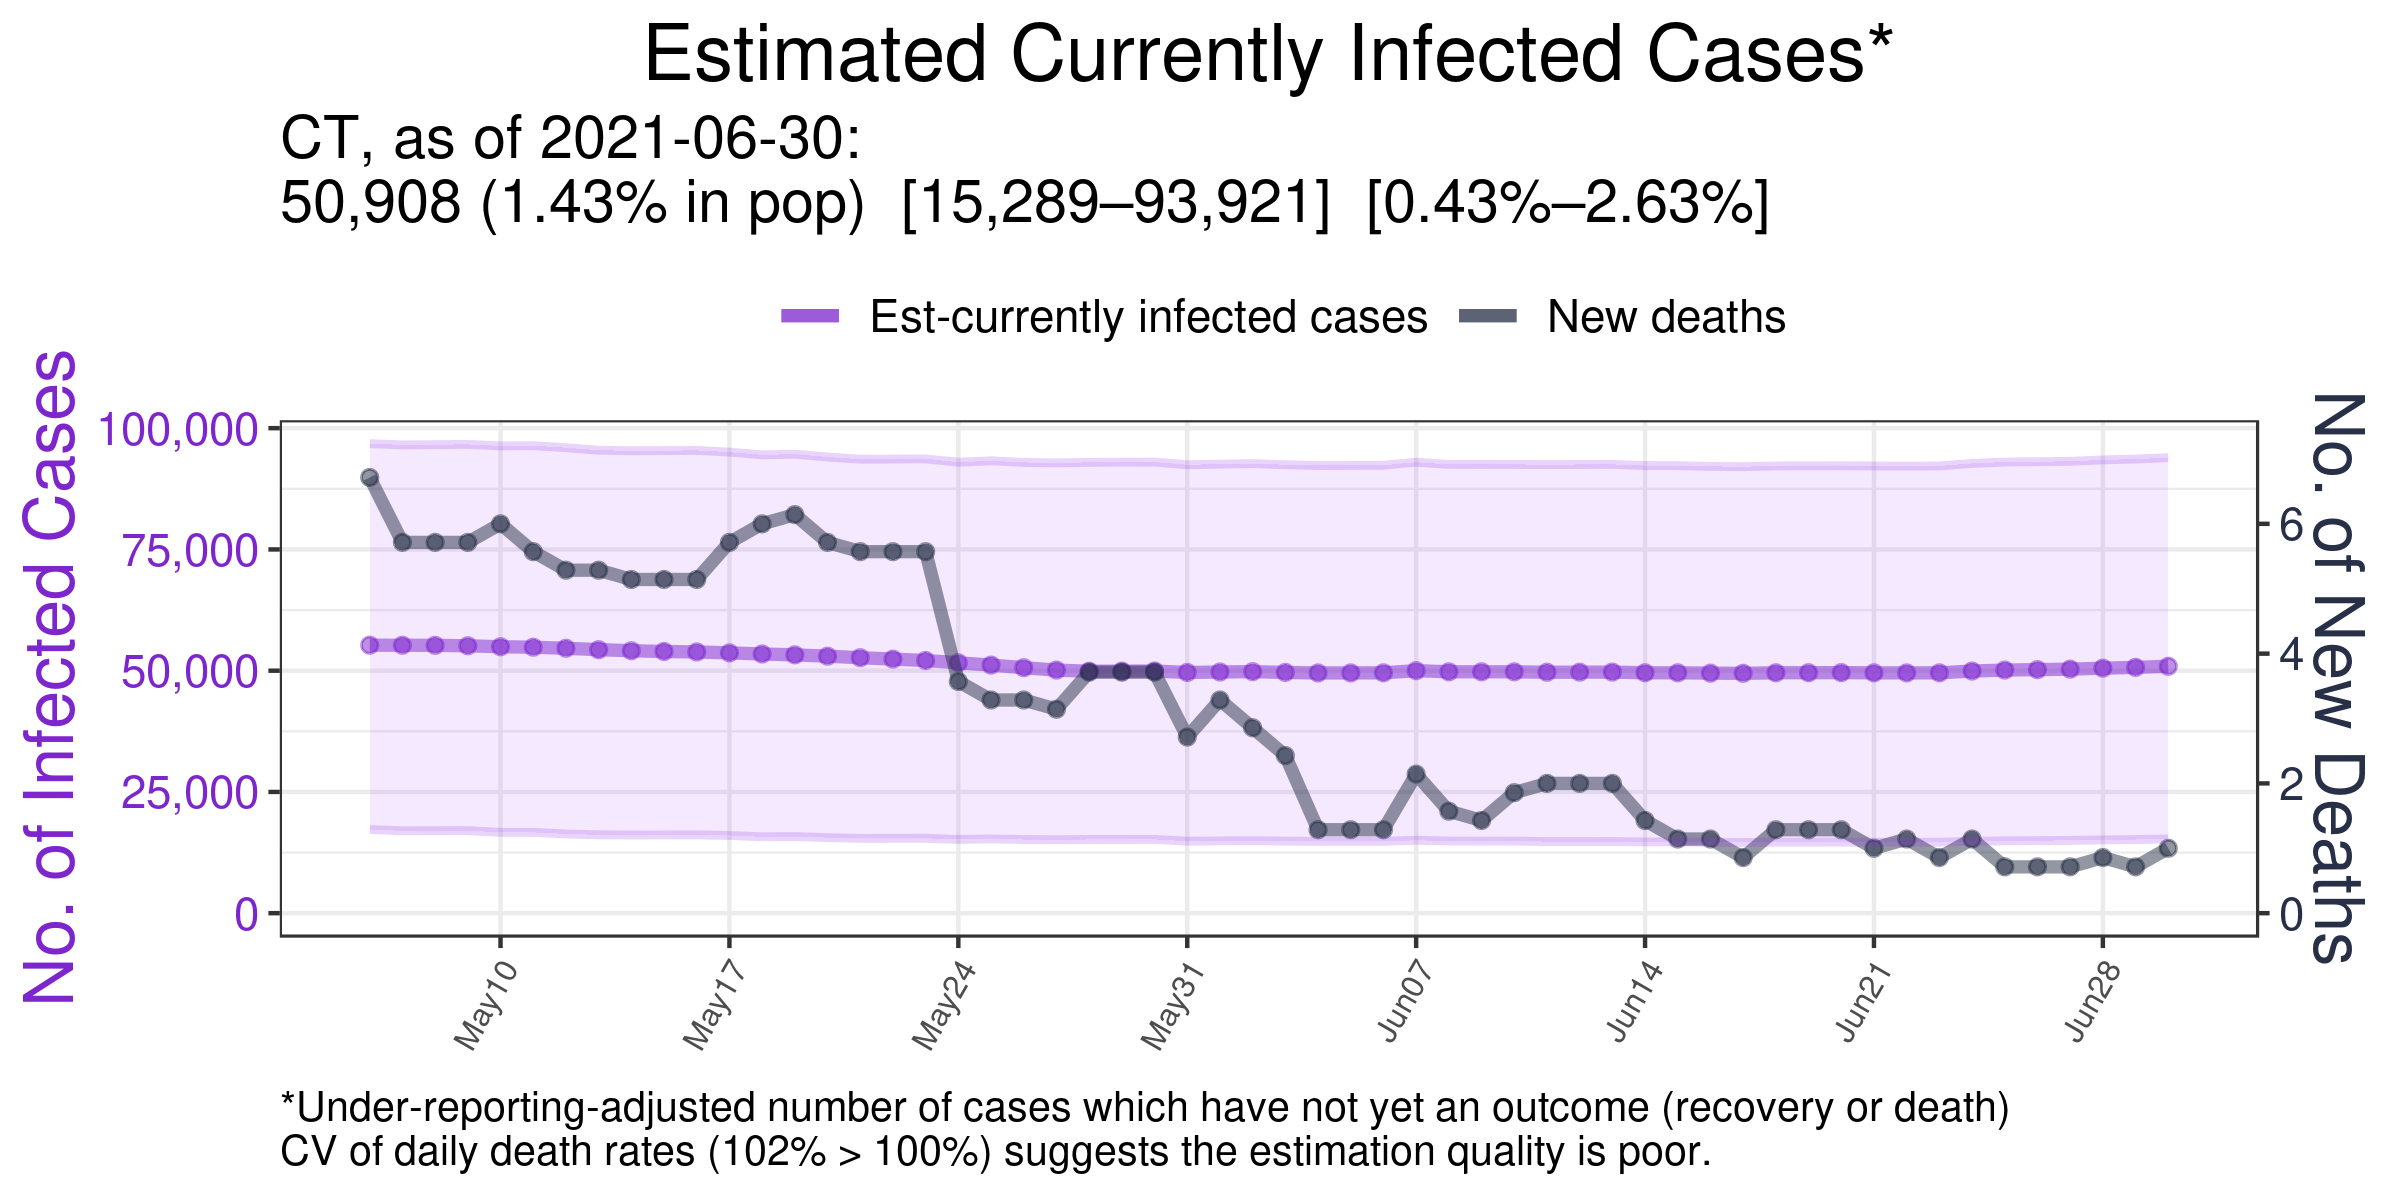 Estimated Currently Infected Cases*
CT, as of 2021-06-30:
50,908 (1.43% in pop)  [15,289–93,921]  [0.43%–2.63%]
Est-currently infected cases
New deaths
No. of Infected Cases
100,000
75,000
50,000
25,000
0
No. of New Deaths
6
4
2
0
May10
May17
May24
May31
Jun07
Jun14
Jun21
Jun28
*Under-reporting-adjusted number of cases which have not yet an outcome (recovery or death)
CV of daily death rates (102% > 100%) suggests the estimation quality is poor.